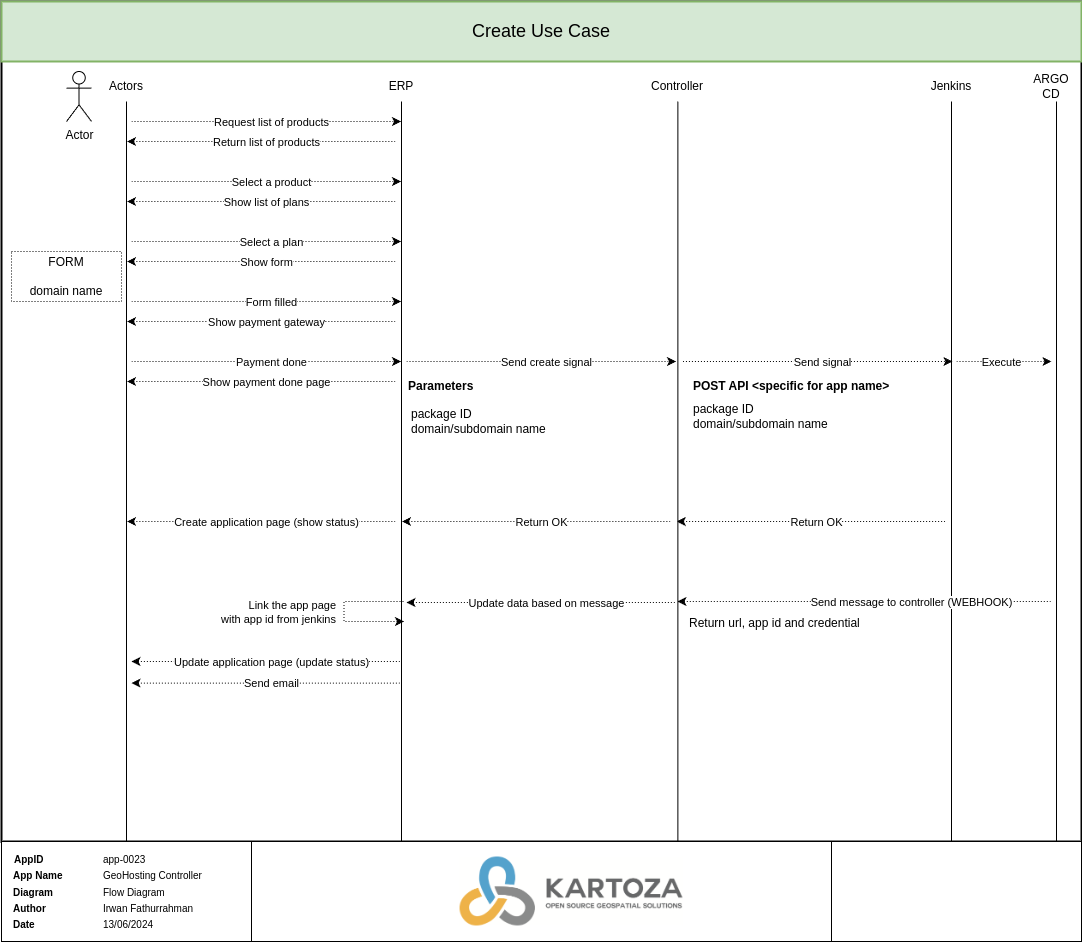 Create Use Case
Actor
Actors
ERP
Controller
Jenkins
ARGO
CD
Request list of products
Return list of products
Select a product
Show list of plans
Select a plan
Show form
FORM
domain name
Form filled
Show payment gateway
Payment done
Send create signal
Send signal
Execute
Show payment done page
Parameters
package ID
domain/subdomain name
POST API <specific for app name>
package ID
domain/subdomain name
Create application page (show status)
Return OK
Return OK
Link the app page
with app id from jenkins
Update data based on message
Send message to controller (WEBHOOK)
Return url, app id and credential
Update application page (update status)
Send email
AppID app-0023
App Name GeoHosting Controller
Diagram Flow Diagram
Author Irwan Fathurrahman
Date 13/06/2024
KARTOZA
OPEN SOURCE GEOSPATIAL SOLUTIONS